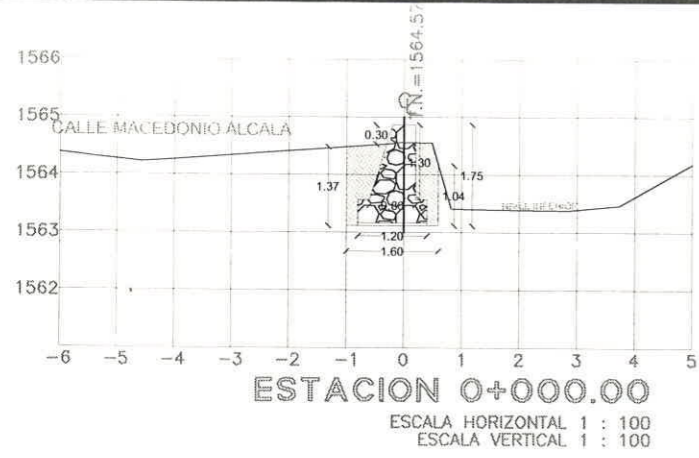 T.N.=1564.57
1566
1565
CALLE MACEDONIO ALCALA
0.30
1564
1.30
1.75
1.37
1.04
1563
1.20
1.60
1562
-6 -5 -4 -3 -2 -1 0 1 2 3 4 5
ESTACION 0+000.00
ESCALA HORIZONTAL 1 : 100
ESCALA VERTICAL 1 : 100